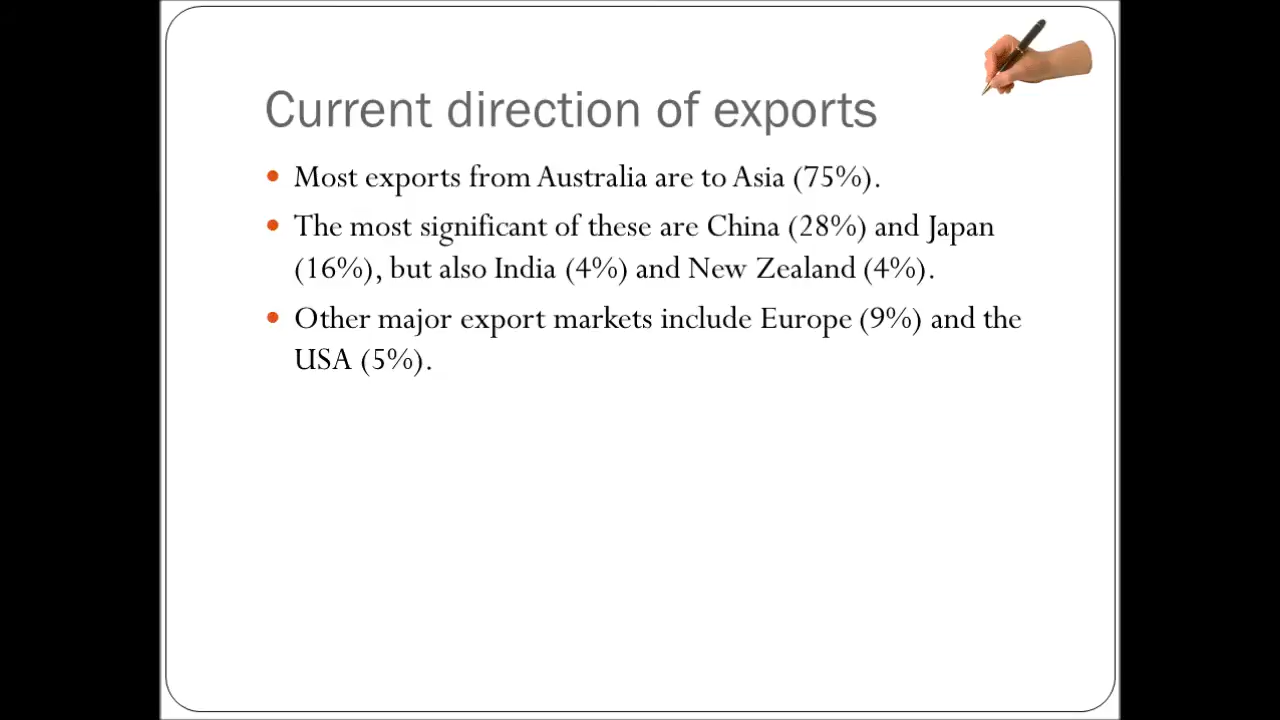 Current direction of exports
Most exports from Australia are to Asia (75%).
The most significant of these are China (28%) and Japan
(16%), but also India (4%) and New Zealand (4%).
Other major export markets include Europe (9%) and the
USA (5%).